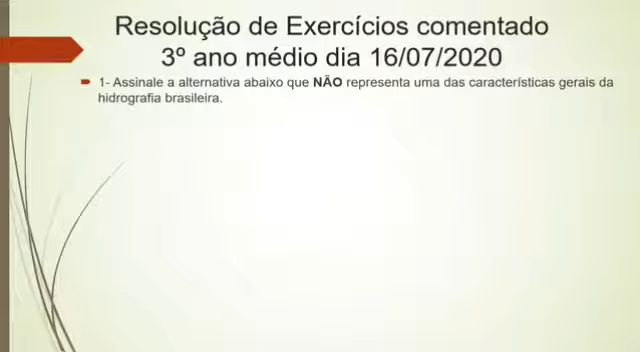 Resolução de Exercícios comentado
3º ano médio dia 16/07/2020
1- Assinale a alternativa abaixo que NÃO representa uma das características gerais da
hidrografia brasileira.